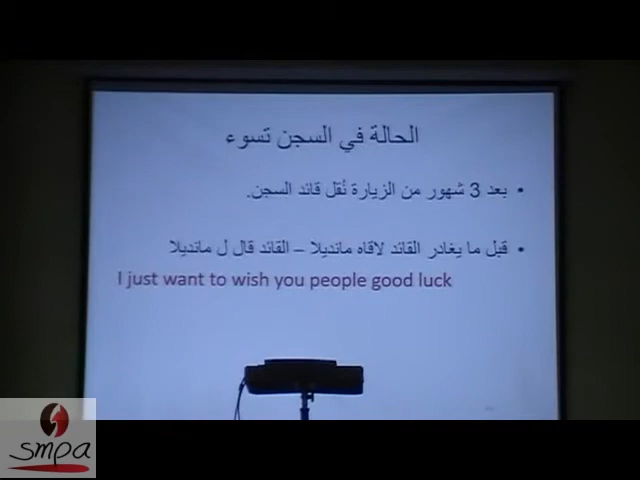 الحالة في السجن تسوء
• بعد 3 شهور من الزيارة نُقل قائد السجن.
• قبل ما يغادر القائد لاقاه مانديلا – القائد قال ل مانديلا
I just want to wish you people good luck
smpa